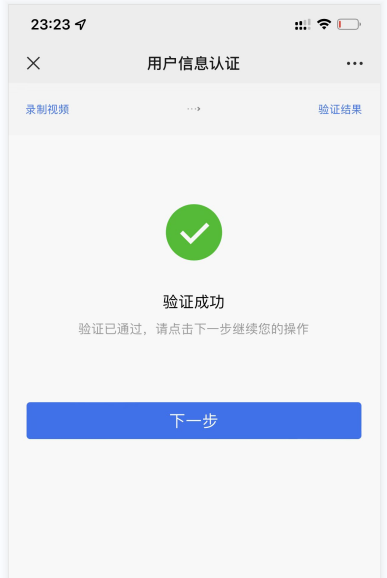 23:23
用户信息认证
录制视频
验证结果
验证成功
验证已通过，请点击下一步继续您的操作
下一步